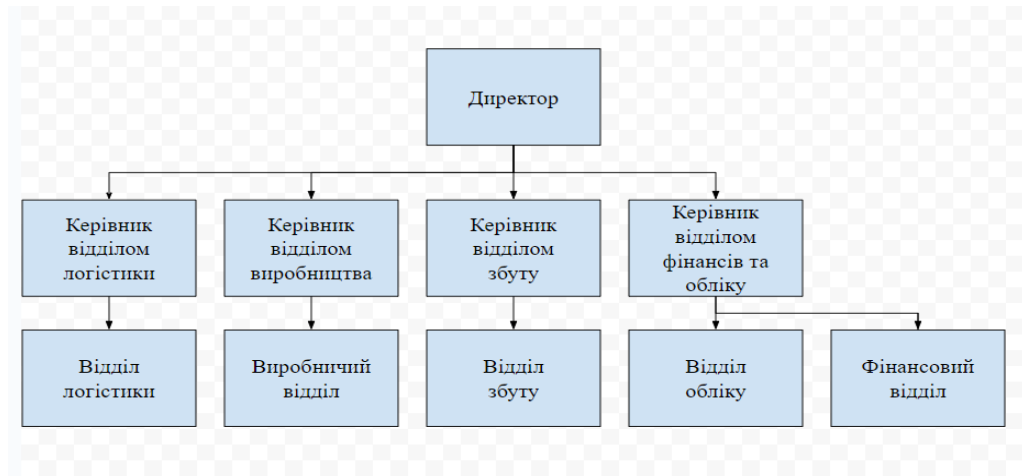 Директор
Керівник
відділом
логістики
Керівник
відділом
виробництва
Керівник
відділом
збуту
Керівник
відділом
фінансів та
обліку
Відділ
логістики
Виробничий
відділ
Відділ
збуту
Відділ
обліку
Фінансовий
відділ